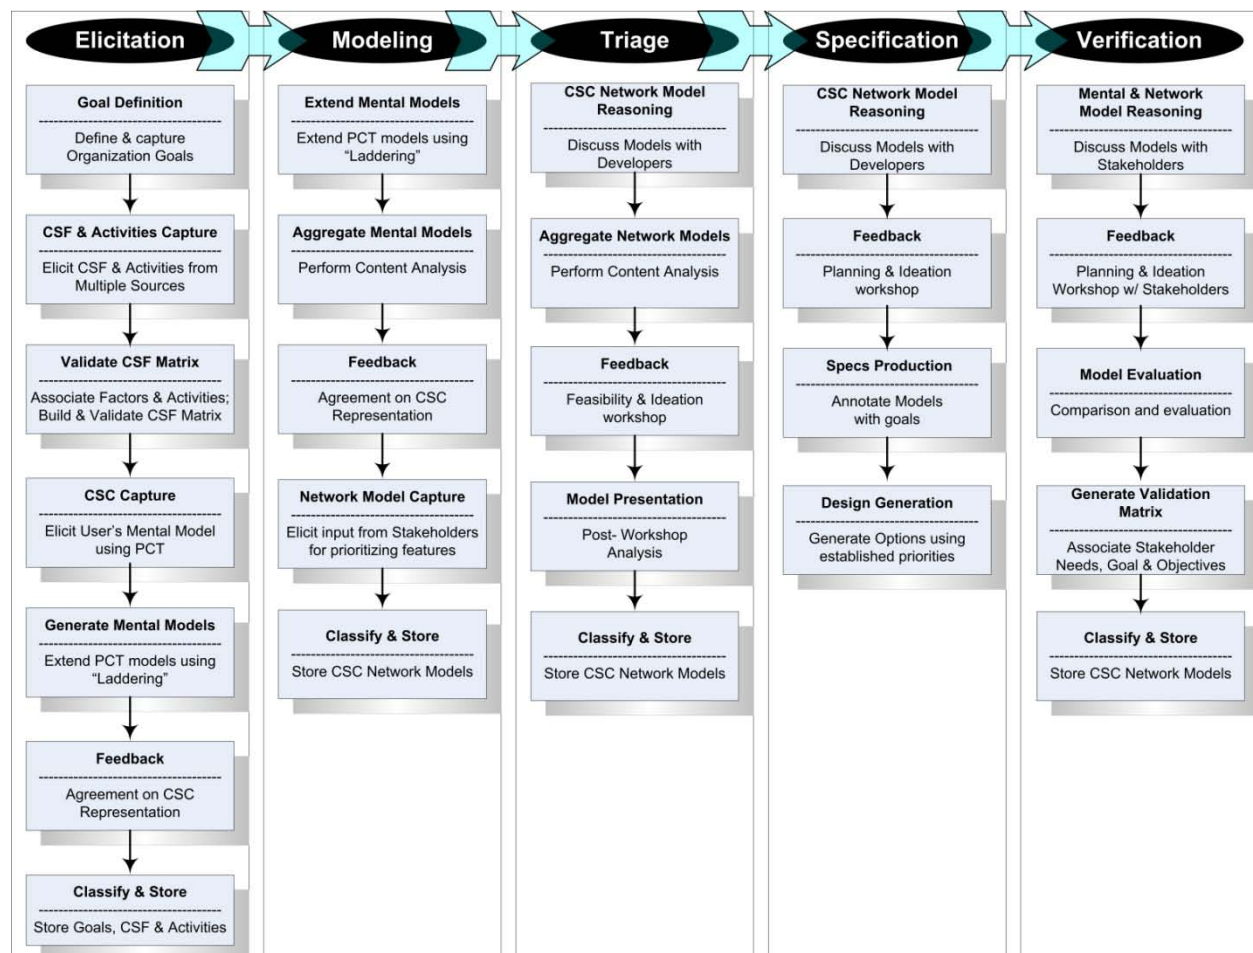 Elicitation
Modeling
Triage
Specification
Verification
Goal Definition
Define & capture
Organization Goals
CSF & Activities Capture
Elicit CSF & Activities from
Multiple Sources
Validate CSF Matrix
Associate Factors & Activities;
Build & Validate CSF Matrix
CSC Capture
Elicit User's Mental Model
using PCT
Generate Mental Models
Extend PCT models using
“Laddering”
Feedback
Agreement on CSC
Representation
Classify & Store
Store Goals, CSF & Activities
Extend Mental Models
Extend PCT models using
“Laddering”
Aggregate Mental Models
Perform Content Analysis
Feedback
Agreement on CSC
Representation
Network Model Capture
Elicit input from Stakeholders
for prioritizing features
Classify & Store
Store CSC Network Models
CSC Network Model
Reasoning
Discuss Models with
Developers
Aggregate Network Models
Perform Content Analysis
Feedback
Feasibility & Ideation
workshop
Model Presentation
Post- Workshop
Analysis
Classify & Store
Store CSC Network Models
CSC Network Model
Reasoning
Discuss Models with
Developers
Feedback
Planning & Ideation
workshop
Specs Production
Annotate Models
with goals
Design Generation
Generate Options using
established priorities
Mental & Network
Model Reasoning
Discuss Models with
Stakeholders
Feedback
Planning & Ideation
Workshop w/ Stakeholders
Model Evaluation
Comparison and evaluation
Generate Validation
Matrix
Associate Stakeholder
Needs, Goal & Objectives
Classify & Store
Store CSC Network Models